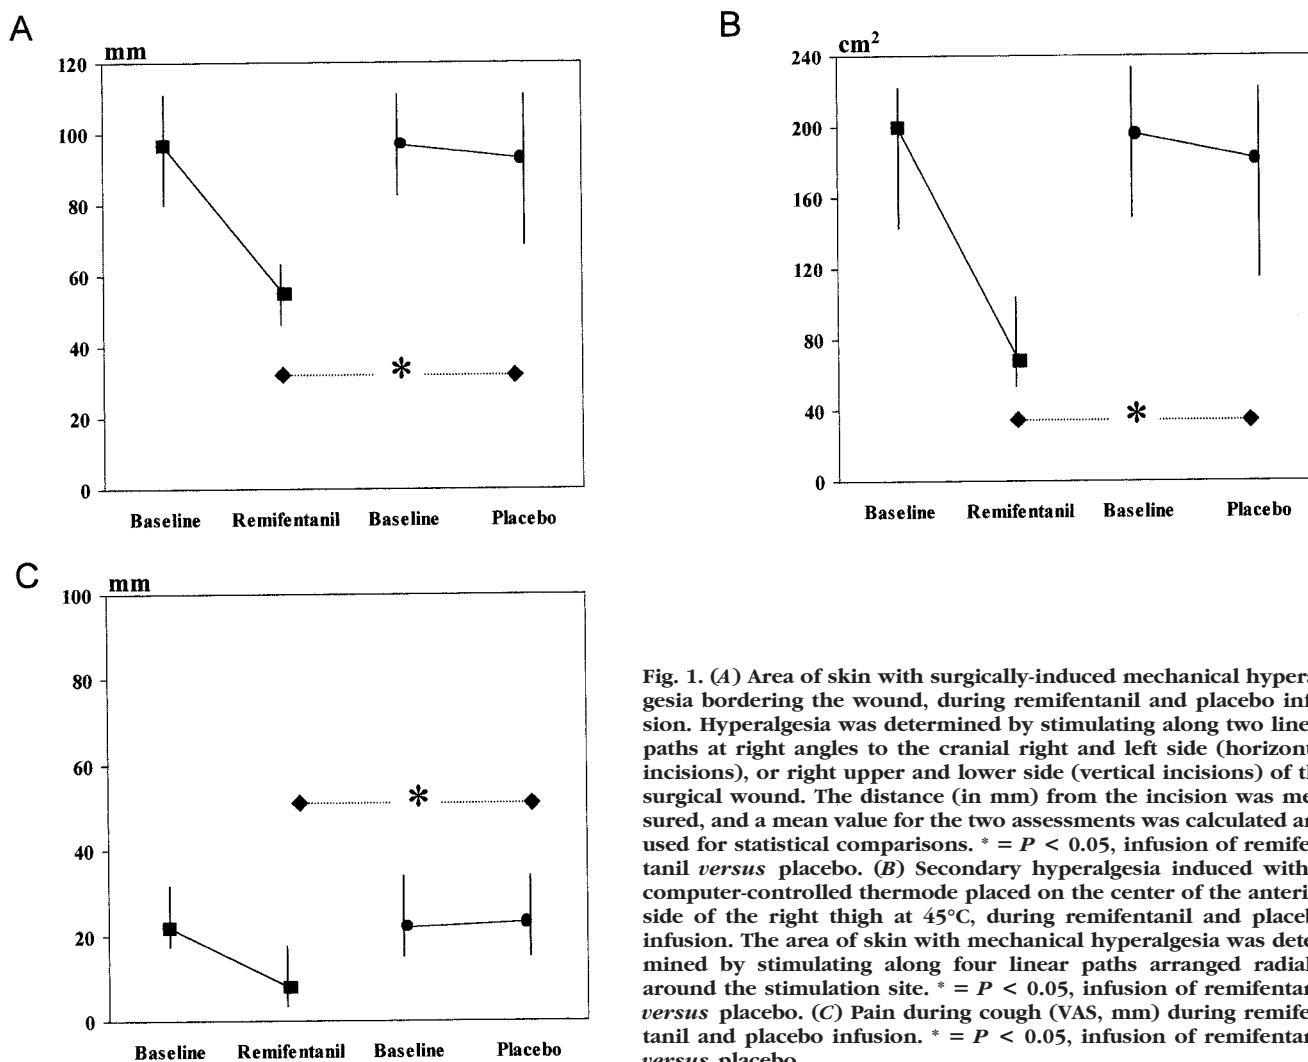 A
mm
120
100
80
60
40
20
0
*
Baseline Remifentanil Baseline Placebo
B
cm²
240
200
160
120
80
40
0
*
Baseline Remifentanil Baseline Placebo
C
mm
100
80
60
40
20
0
*
Baseline Remifentanil Baseline Placebo
Fig. 1. (A) Area of skin with surgically-induced mechanical hyper
gesia bordering the wound, during remifentanil and placebo inf
sion. Hyperalgesia was determined by stimulating along two line
paths at right angles to the cranial right and left side (horizont
incisions), or right upper and lower side (vertical incisions) of t
surgical wound. The distance (in mm) from the incision was me
sured, and a mean value for the two assessments was calculated a
used for statistical comparisons. * = P < 0.05, infusion of remife
tanil versus placebo. (B) Secondary hyperalgesia induced with
computer-controlled thermode placed on the center of the anteri
side of the right thigh at 45°C, during remifentanil and place
infusion. The area of skin with mechanical hyperalgesia was dete
mined by stimulating along four linear paths arranged radial
around the stimulation site. * = P < 0.05, infusion of remifentan
versus placebo. (C) Pain during cough (VAS, mm) during remife
tanil and placebo infusion. * = P < 0.05, infusion of remifentan
versus placebo